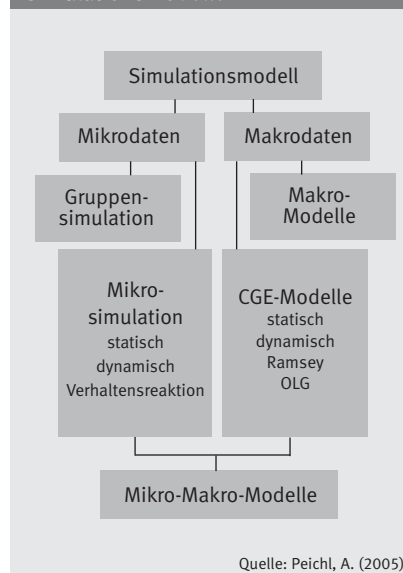 Simulationsmodell
Mikrodaten
Makrodaten
Gruppen-
simulation
Makro-
Modelle
Mikro-
simulation
statisch
dynamisch
Verhaltensreaktion
CGE-Modelle
statisch
dynamisch
Ramsey
OLG
Mikro-Makro-Modelle
Quelle: Peichl, A. (2005)